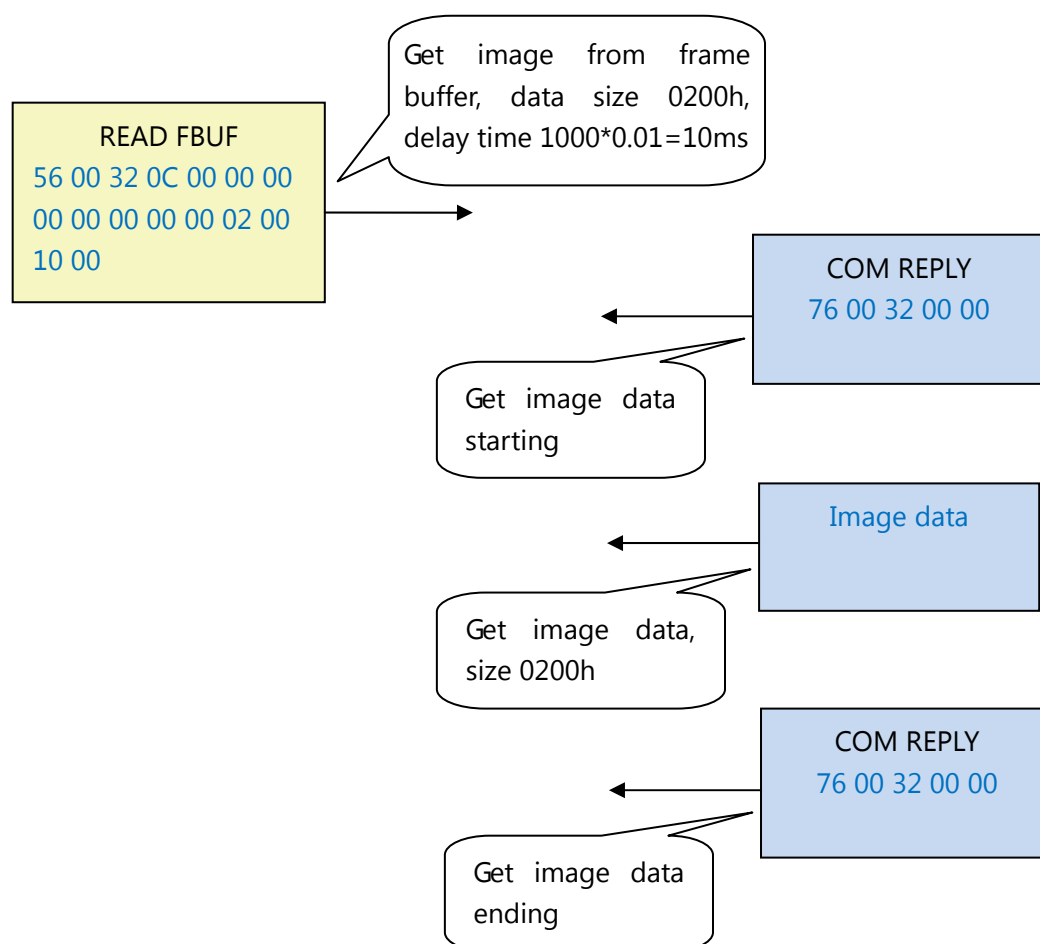 Get image from frame
buffer, data size 0200h,
delay time 1000*0.01=10ms
READ FBUF
56 00 32 0C 00 00 00
00 00 00 00 00 02 00
10 00
COM REPLY
76 00 32 00 00
Get image data
starting
Image data
Get image data,
size 0200h
COM REPLY
76 00 32 00 00
Get image data
ending